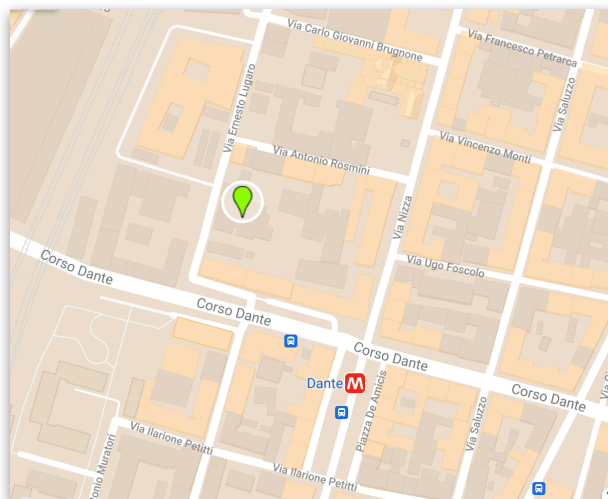 Via Carlo Giovanni Brugnone
Via Francesco Petrarca
Via Ernesto Lugaro
Via Saluzzo
Via Vincenzo Monti
Via Antonio Rosmini
Via Nizza
Corso Dante
Via Ugo Foscolo
Corso Dante
Corso Dante
Dante M
Corso Dante
Piazza De Amicis
Via Saluzzo
Via Ilarione Petitti
Via Ilarione Petitti
onio Muratori